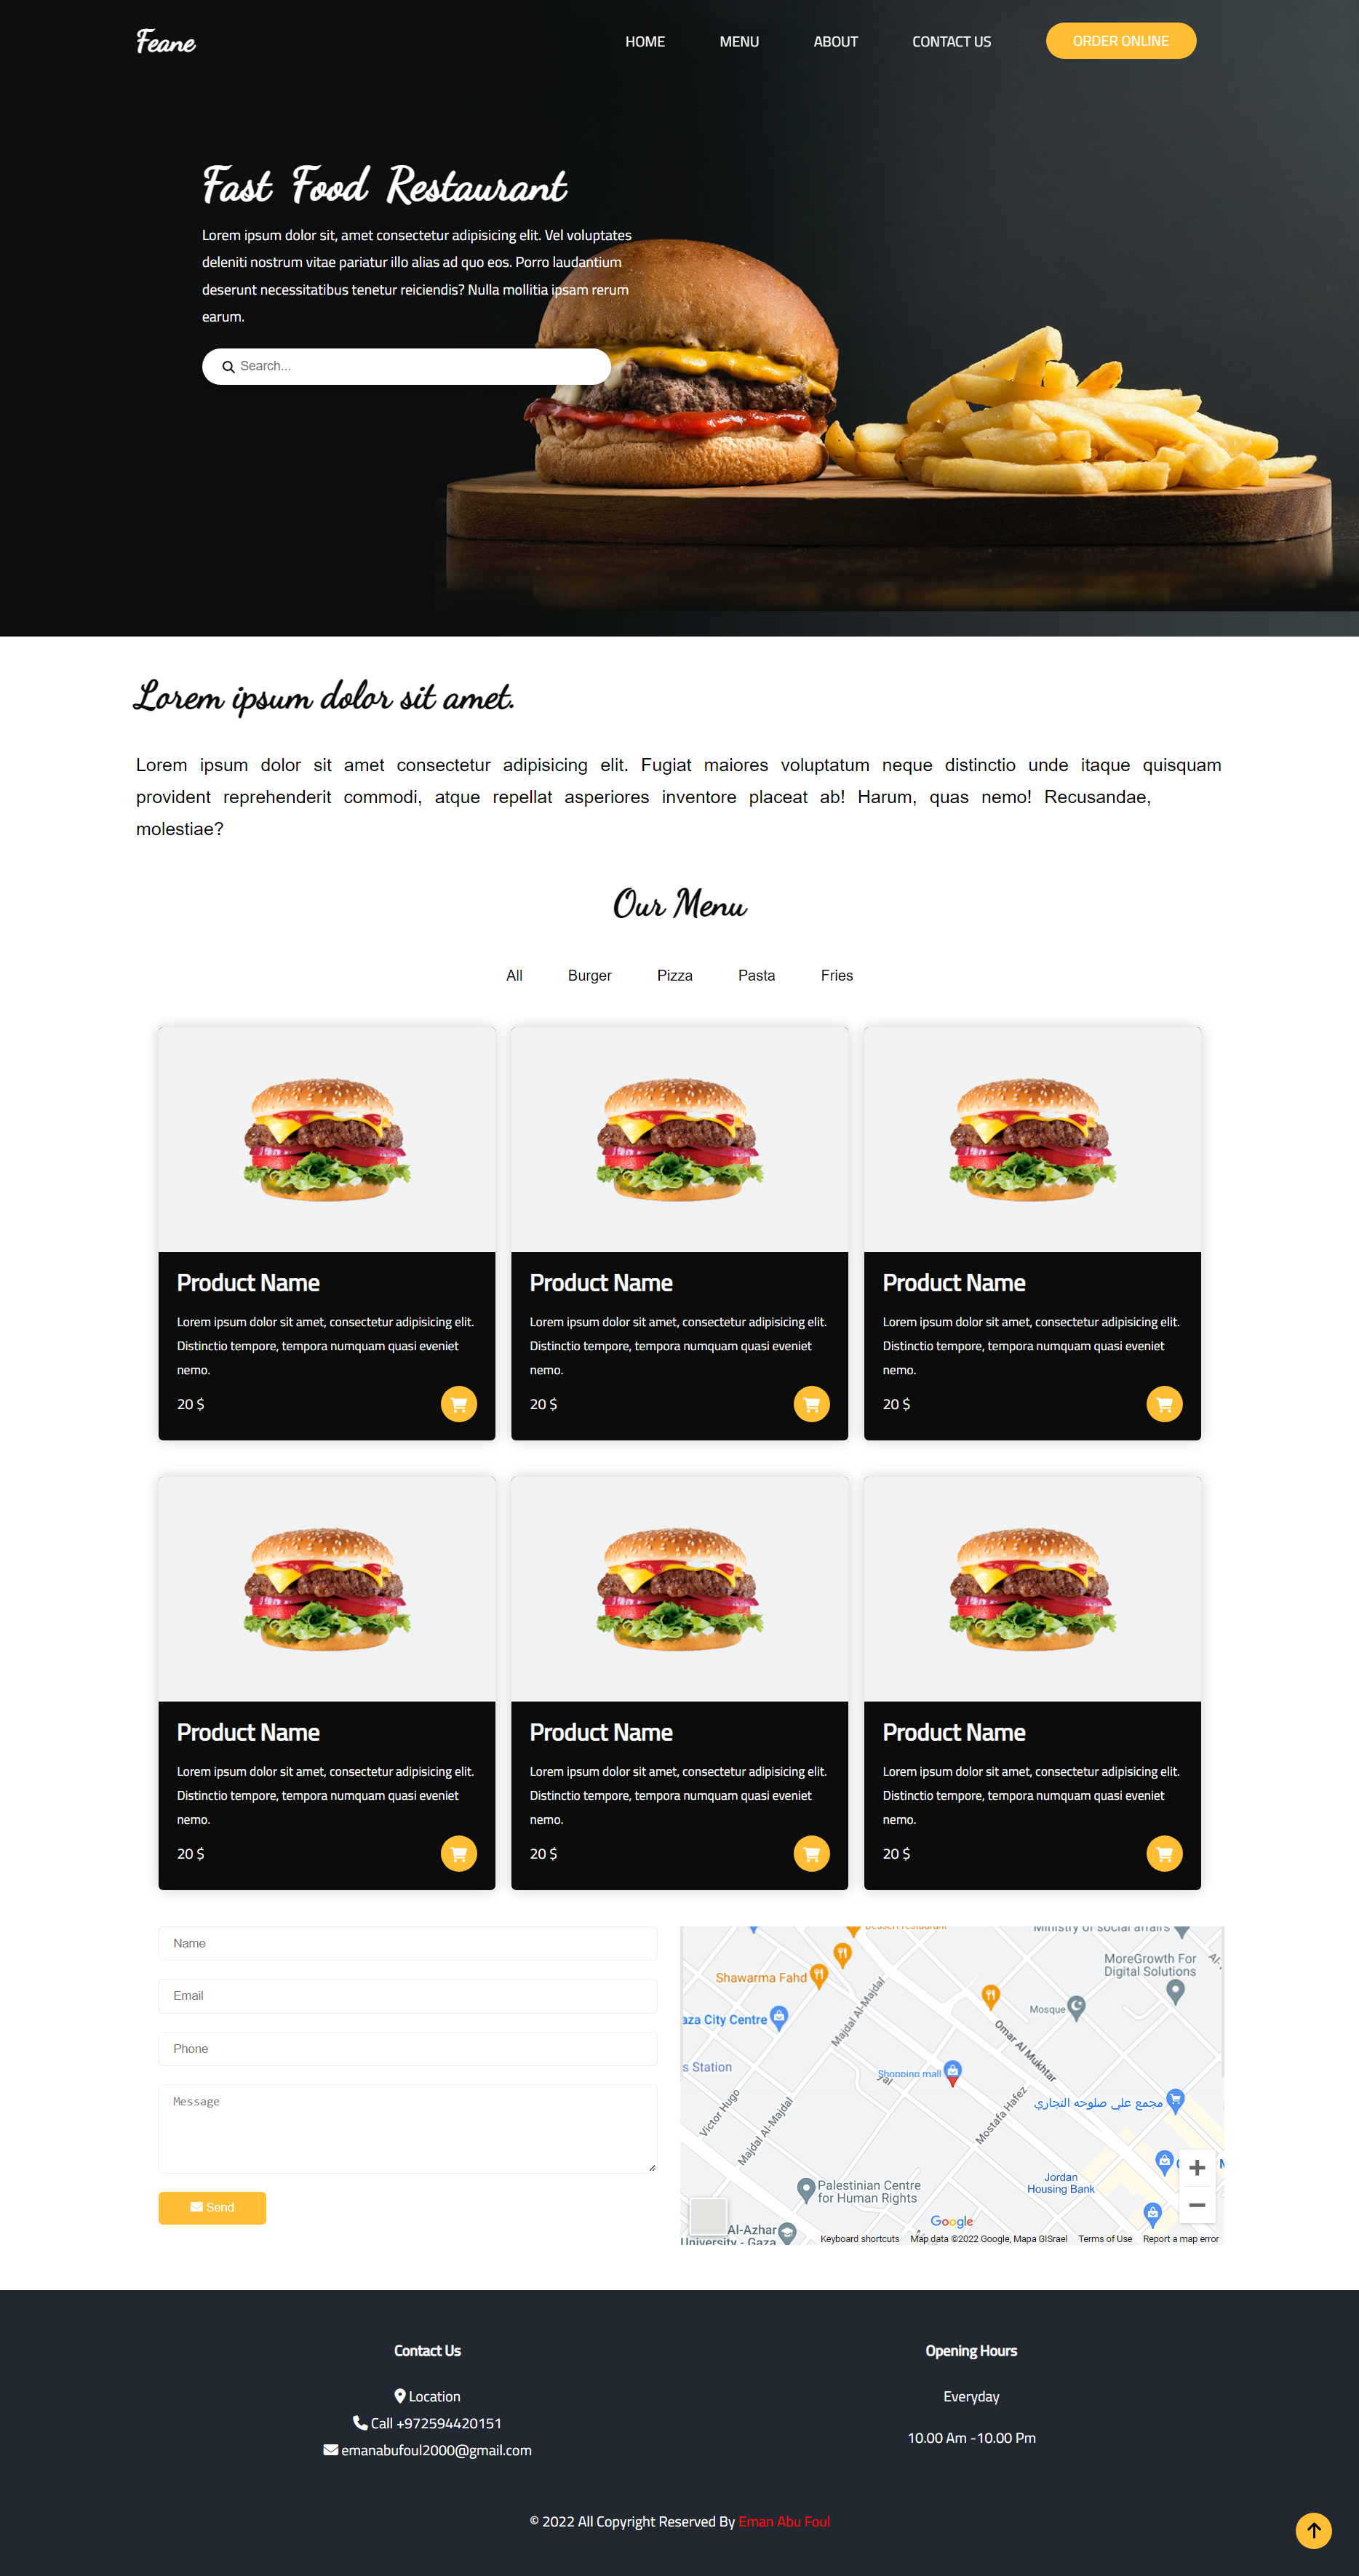 Feane
HOME MENU ABOUT CONTACT US ORDER ONLINE
Fast Food Restaurant
Lorem ipsum dolor sit, amet consectetur adipisicing elit. Vel voluptates
deleniti nostrum vitae pariatur illo alias ad quo eos. Porro laudantium
deserunt necessitatibus tenetur reiciendis? Nulla mollitia ipsam rerum
earum.
Search...
Lorem ipsum dolor sit amet.
Lorem ipsum dolor sit amet consectetur adipisicing elit. Fugiat maiores voluptatum neque distinctio unde itaque quisquam
provident reprehenderit commodi, atque repellat asperiores inventore placeat ab! Harum, quas nemo! Recusandae,
molestiae?
Our Menu
All Burger Pizza Pasta Fries
Product Name
Lorem ipsum dolor sit amet, consectetur adipisicing elit.
Distinctio tempore, tempora numquam quasi eveniet
nemo.
20 $
Product Name
Lorem ipsum dolor sit amet, consectetur adipisicing elit.
Distinctio tempore, tempora numquam quasi eveniet
nemo.
20 $
Product Name
Lorem ipsum dolor sit amet, consectetur adipisicing elit.
Distinctio tempore, tempora numquam quasi eveniet
nemo.
20 $
Product Name
Lorem ipsum dolor sit amet, consectetur adipisicing elit.
Distinctio tempore, tempora numquam quasi eveniet
nemo.
20 $
Product Name
Lorem ipsum dolor sit amet, consectetur adipisicing elit.
Distinctio tempore, tempora numquam quasi eveniet
nemo.
20 $
Product Name
Lorem ipsum dolor sit amet, consectetur adipisicing elit.
Distinctio tempore, tempora numquam quasi eveniet
nemo.
20 $
Name
Email
Phone
Message
Send
Dessert restaurant
Ministry of social affairs
MoreGrowth For
Digital Solutions
Al-
Shawarma Fahd
Majdal Al-Majdal
Mosque
aza City Centre
Omar Al Mukhtar
s Station
Shopping mall
Victor Hugo
Majdal Al-Majdal
Mostafa Hafez
مجمع علي صلوحه التجاري
Jordan
Housing Bank
Palestinian Centre
for Human Rights
Google
Al-Azhar
University - Gaza
Keyboard shortcuts Map data ©2022 Google, Mapa GISrael Terms of Use Report a map error
Contact Us
Location
Call +972594420151
emanabufoul2000@gmail.com
Opening Hours
Everyday
10.00 Am -10.00 Pm
© 2022 All Copyright Reserved By Eman Abu Foul